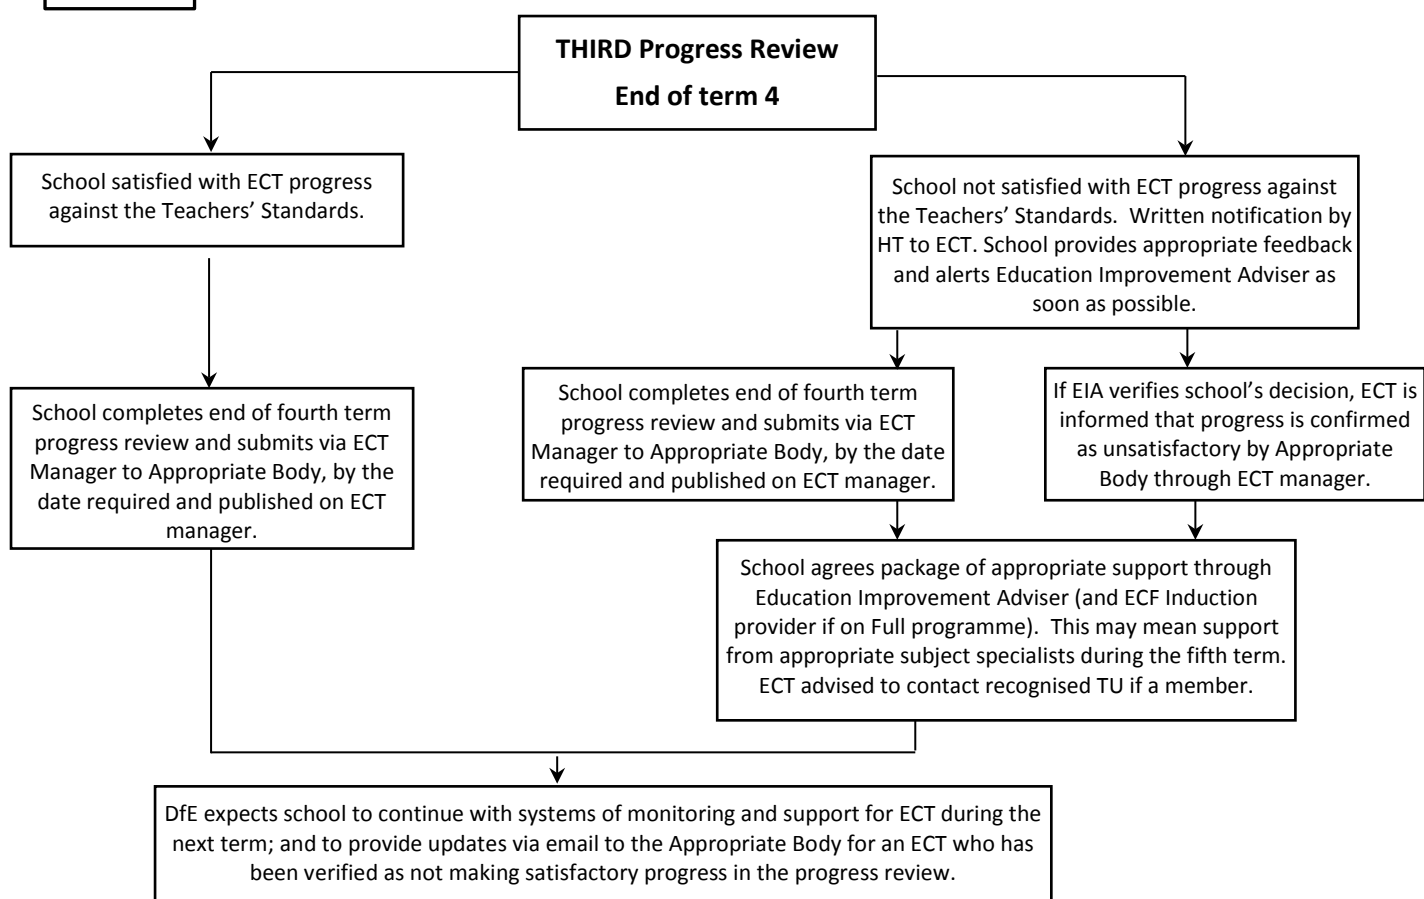 THIRD Progress Review
End of term 4
School satisfied with ECT progress
against the Teachers’ Standards.
School not satisfied with ECT progress against
the Teachers’ Standards.  Written notification by
HT to ECT. School provides appropriate feedback
and alerts Education Improvement Adviser as
soon as possible.
School completes end of fourth term
progress review and submits via ECT
Manager to Appropriate Body, by the
date required and published on ECT
manager.
School completes end of fourth term
progress review and submits via ECT
Manager to Appropriate Body, by the date
required and published on ECT manager.
If EIA verifies school’s decision, ECT is
informed that progress is confirmed
as unsatisfactory by Appropriate
Body through ECT manager.
School agrees package of appropriate support through
Education Improvement Adviser (and ECF Induction
provider if on Full programme).  This may mean support
from appropriate subject specialists during the fifth term.
ECT advised to contact recognised TU if a member.
DfE expects school to continue with systems of monitoring and support for ECT during the
next term; and to provide updates via email to the Appropriate Body for an ECT who has
been verified as not making satisfactory progress in the progress review.